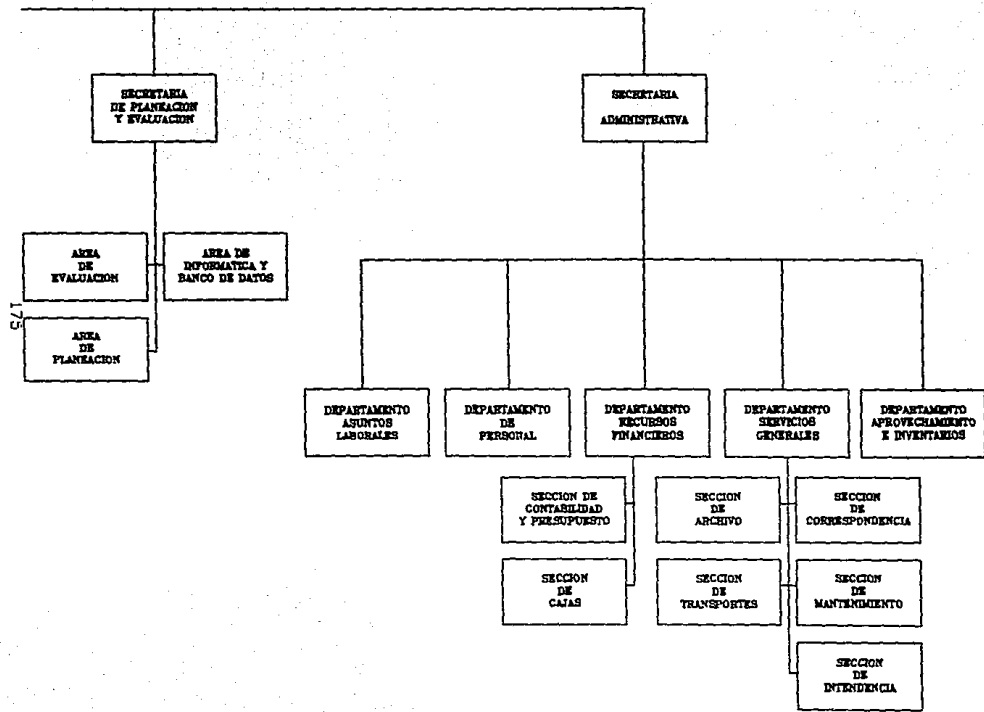 SECRETARIA
DE PLANEACION
Y EVALUACION
SECRETARIA
ADMINISTRATIVA
AREA
DE
EVALUACION
AREA DE
INFORMATICA Y
BANCO DE DATOS
175
AREA
DE
PLANEACION
DEPARTAMENTO
ASUNTOS
LABORALES
DEPARTAMENTO
DE
PERSONAL
DEPARTAMENTO
RECURSOS
FINANCIEROS
DEPARTAMENTO
SERVICIOS
GENERALES
DEPARTAMENTO
APROVECHAMIENTO
E INVENTARIOS
SECCION DE
CONTABILIDAD
Y PRESUPUESTO
SECCION
DE
ARCHIVO
SECCION
DE
CORRESPONDENCIA
SECCION
DE
CAJAS
SECCION
DE
TRANSPORTES
SECCION
DE
MANTENIMIENTO
SECCION
DE
INTENDENCIA